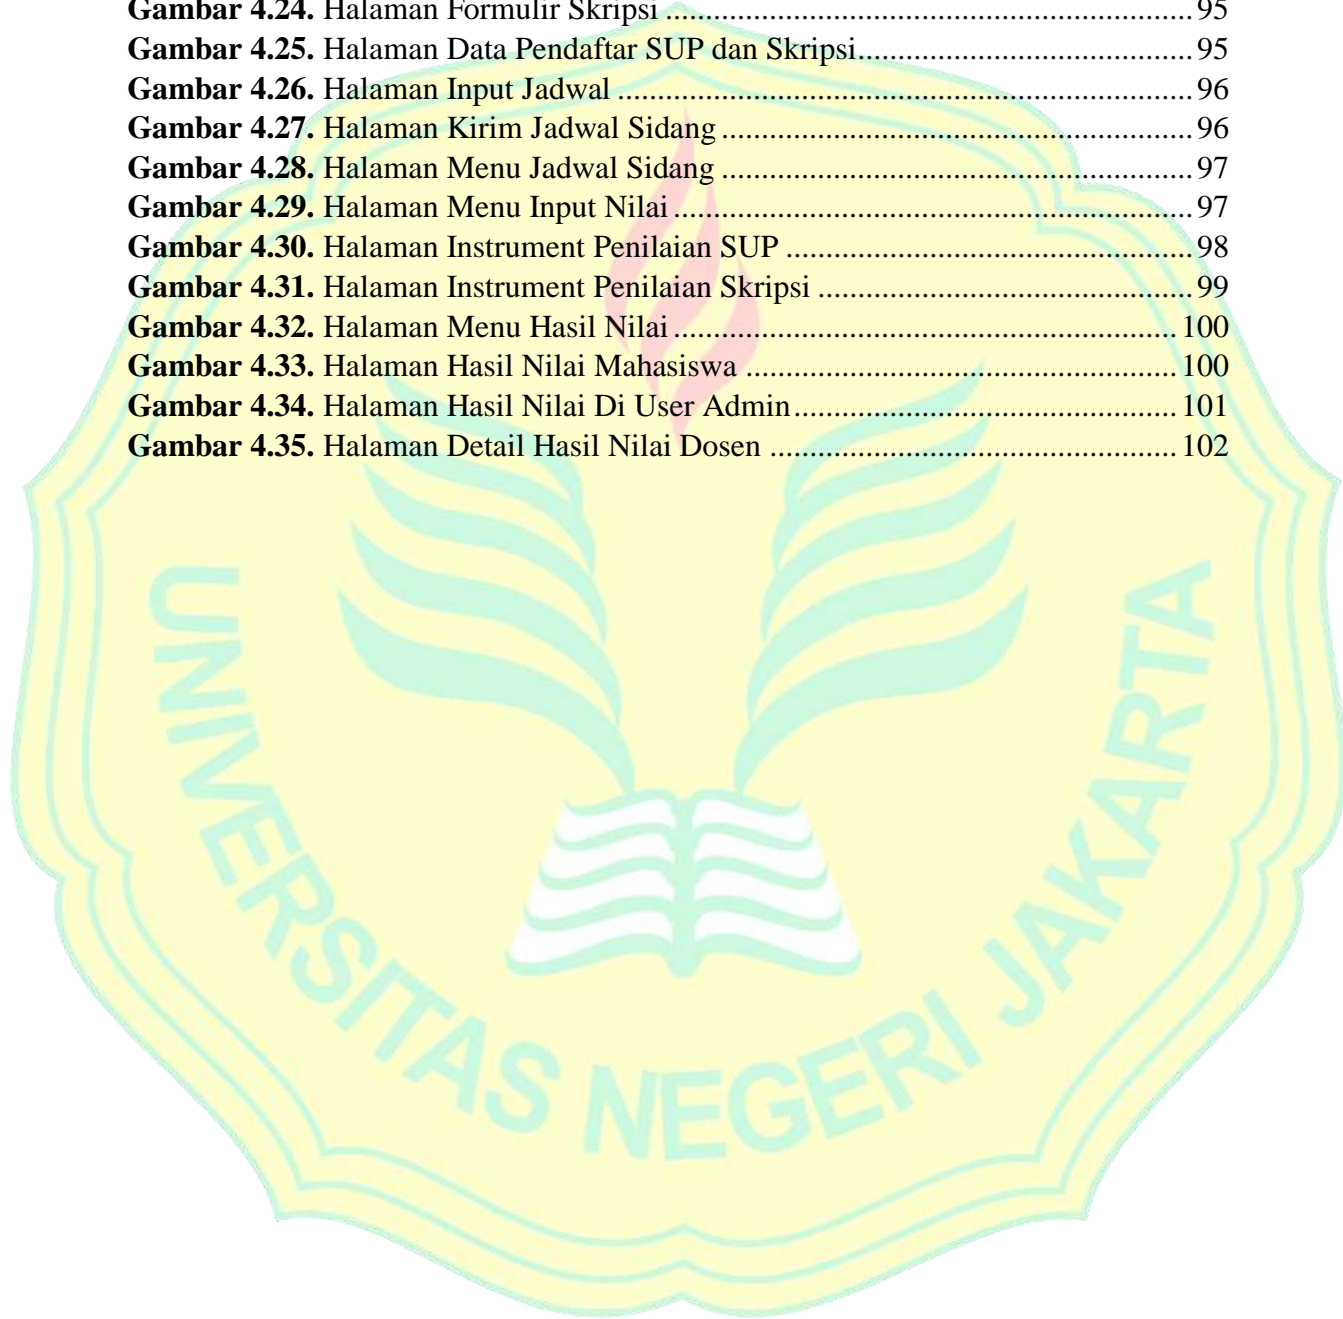 Gambar 4.24. Halaman Formulir Skripsi ................................................................. 95
Gambar 4.25. Halaman Data Pendaftar SUP dan Skripsi......................................... 95
Gambar 4.26. Halaman Input Jadwal ....................................................................... 96
Gambar 4.27. Halaman Kirim Jadwal Sidang .......................................................... 96
Gambar 4.28. Halaman Menu Jadwal Sidang .......................................................... 97
Gambar 4.29. Halaman Menu Input Nilai ................................................................ 97
Gambar 4.30. Halaman Instrument Penilaian SUP .................................................. 98
Gambar 4.31. Halaman Instrument Penilaian Skripsi .............................................. 99
Gambar 4.32. Halaman Menu Hasil Nilai .............................................................. 100
Gambar 4.33. Halaman Hasil Nilai Mahasiswa ..................................................... 100
Gambar 4.34. Halaman Hasil Nilai Di User Admin............................................... 101
Gambar 4.35. Halaman Detail Hasil Nilai Dosen .................................................. 102
UNIVERSITAS NEGERI JAKARTA